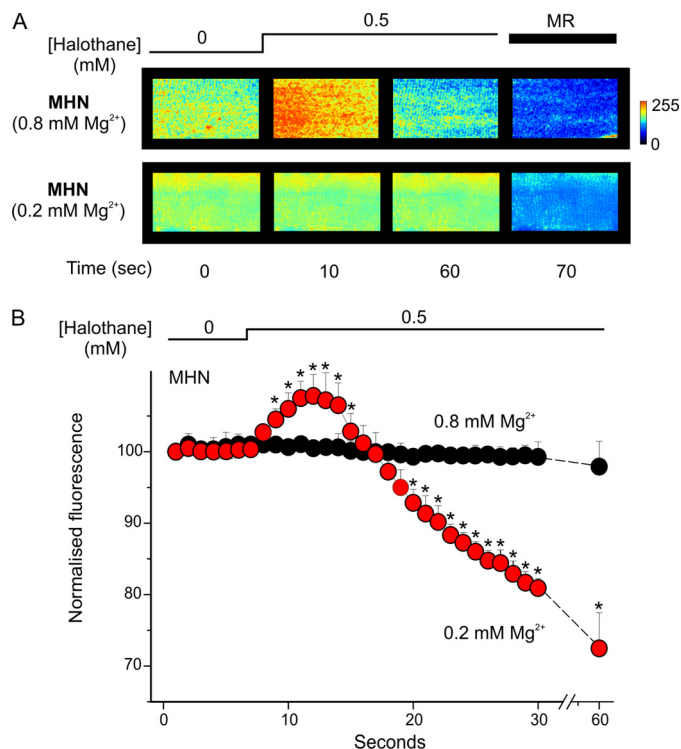 A
[Halothane]
(mM)
0
0.5
MR
MHN
(0.8 mM Mg²⁺)
255
0
MHN
(0.2 mM Mg²⁺)
Time (sec)
0
10
60
70
B
[Halothane]
(mM)
0
0.5
MHN
* * * * * * *
0.8 mM Mg²⁺
100
90
80
70
Normalised fluorescence
* * * * * * * * * * *
*
0.2 mM Mg²⁺
0
10
20
30
60
Seconds